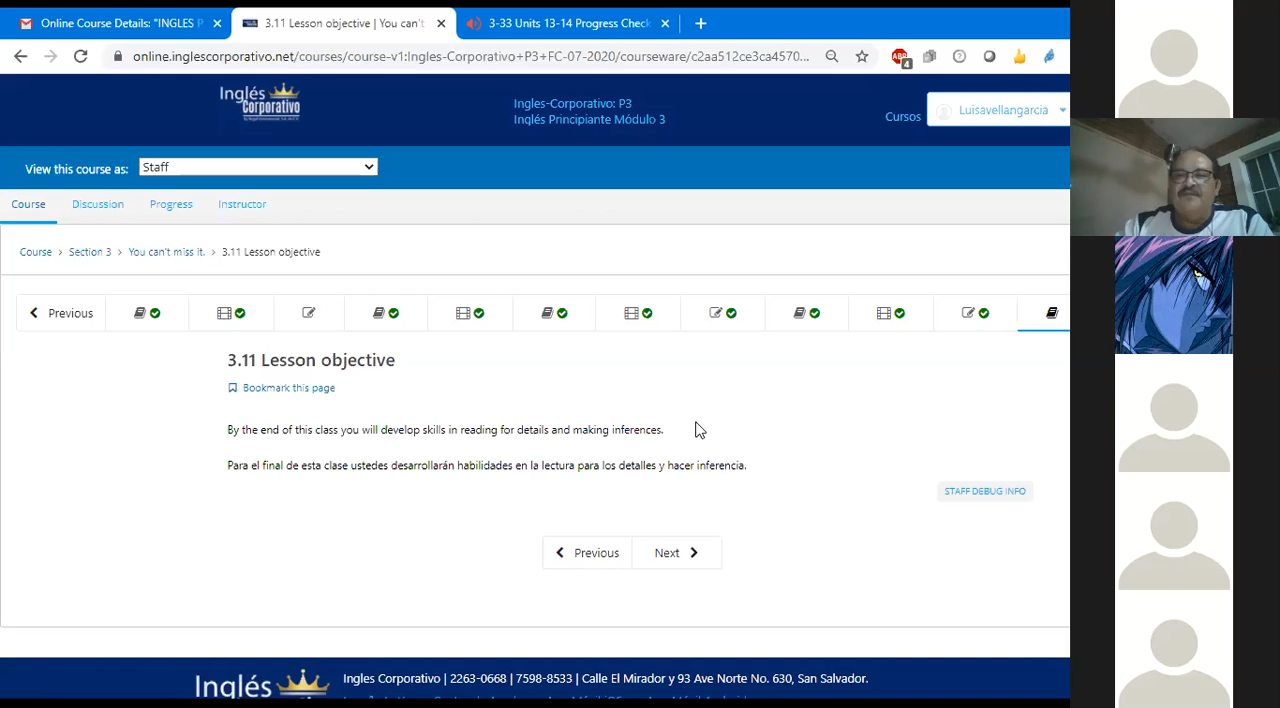 Online Course Details: "INGLES P
3.11 Lesson objective | You can't
3-33 Units 13-14 Progress Check
online.inglescorporativo.net/courses/course-v1:Ingles-Corporativo+P3+FC-07-2020/courseware/c2aa512ce3ca4570...
4
Inglés
Corporativo
Ingles-Corporativo: P3
Inglés Principiante Módulo 3
Cursos
Luisavellangarcia
View this course as:
Staff
Course
Discussion
Progress
Instructor
Course > Section 3 > You can't miss it. > 3.11 Lesson objective
Previous
3.11 Lesson objective
Bookmark this page
By the end of this class you will develop skills in reading for details and making inferences.
Para el final de esta clase ustedes desarrollarán habilidades en la lectura para los detalles y hacer inferencia.
STAFF DEBUG INFO
Previous
Next
Inglés
Ingles Corporativo | 2263-0668 | 7598-8533 | Calle El Mirador y 93 Ave Norte No. 630, San Salvador.